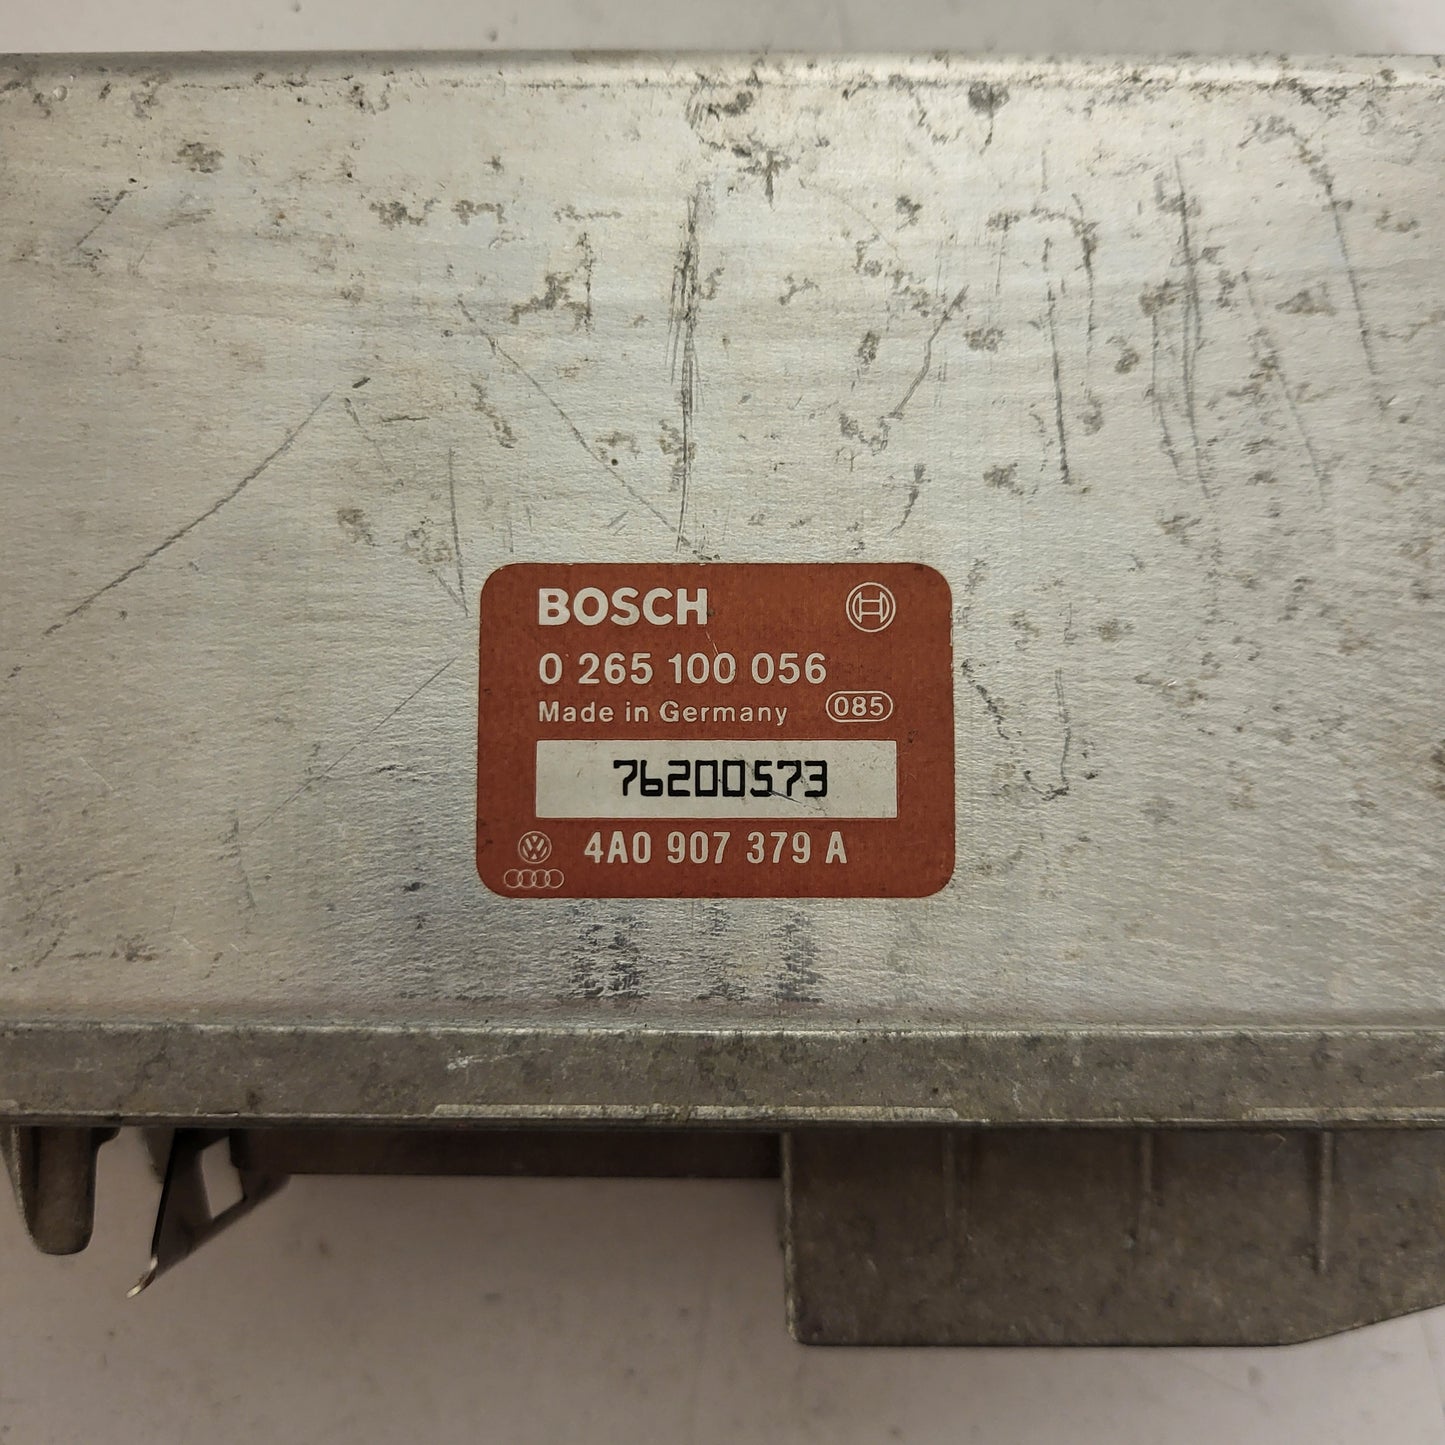 BOSCH
0 265 100 056
Made in Germany 085
76200573
4A0 907 379 A